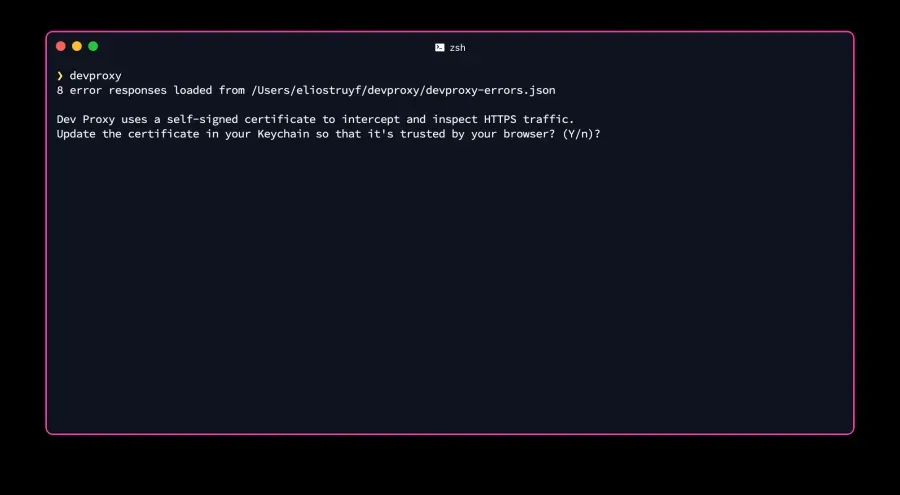 zsh
❯ devproxy
8 error responses loaded from /Users/eliostruyf/devproxy/devproxy-errors.json
Dev Proxy uses a self-signed certificate to intercept and inspect HTTPS traffic.
Update the certificate in your Keychain so that it's trusted by your browser? (Y/n)?